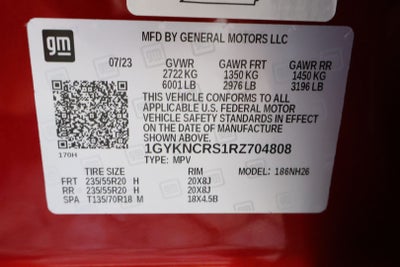 gm
MFD BY GENERAL MOTORS LLC
07/23 GVWR GAWR FRT GAWR RR
2722 KG 1350 KG 1450 KG
6001 LB 2976 LB 3196 LB
THIS VEHICLE CONFORMS TO ALL
APPLICABLE U.S. FEDERAL MOTOR
VEHICLE SAFETY STANDARDS IN EFFECT
ON THE DATE OF MANUFACTURE SHOWN ABOVE.
1GYKNCRS1RZ704808
170H TYPE: MPV
TIRE SIZE RIM MODEL: 186NH26
FRT 235/55R20 H 20X8J
RR 235/55R20 H 20X8J
SPA T135/70R18 M 18X4.5B